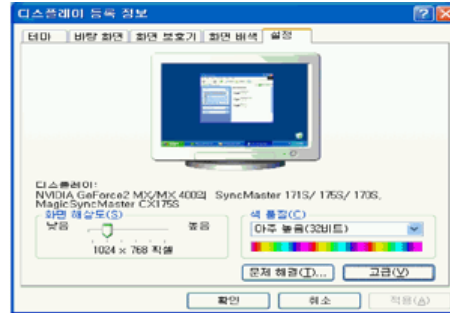 디스플레이 등록 정보
테마 바탕 화면 화면 보호기 화면 배색 설정
디스플레이:
NVIDIA GeForce2 MX/MX 400의 SyncMaster 171S/ 175S/ 170S,
MagicSyncMaster CX175S
화면 해상도(S) 색 품질(C)
낮음 높음 아주 높음(32비트)
1024 x 768 픽셀
문제 해결(T)... 고급(V)
확인 취소 적용(A)